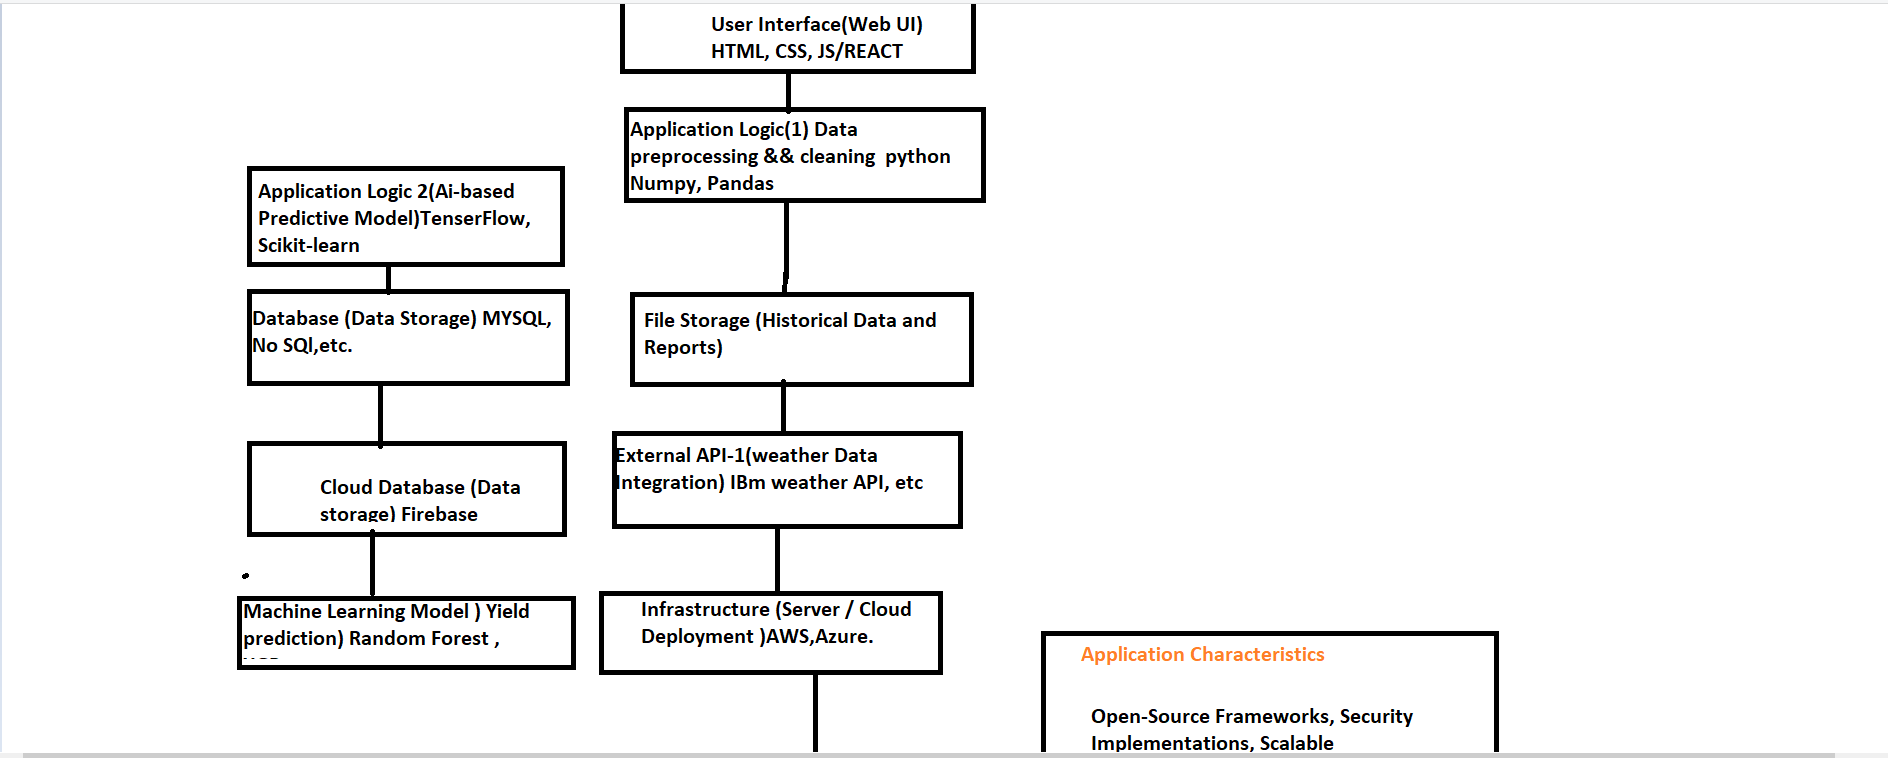 User Interface(Web UI)
HTML, CSS, JS/REACT
Application Logic(1) Data
preprocessing && cleaning  python
Numpy, Pandas
Application Logic 2(Ai-based
Predictive Model)TenserFlow,
Scikit-learn
Database (Data Storage) MYSQL,
No SQl,etc.
File Storage (Historical Data and
Reports)
Cloud Database (Data
storage) Firebase
External API-1(weather Data
Integration) IBm weather API, etc
Machine Learning Model ) Yield
prediction) Random Forest ,
Infrastructure (Server / Cloud
Deployment )AWS,Azure.
Application Characteristics
Open-Source Frameworks, Security
Implementations, Scalable